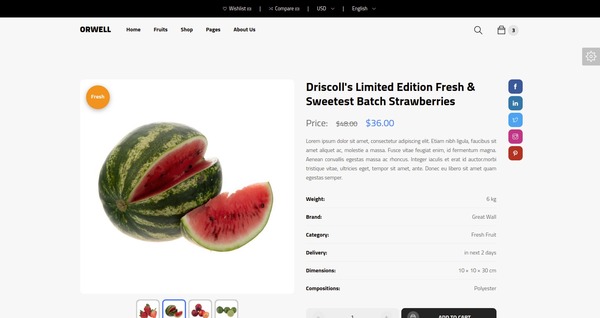 Wishlist (0) | Compare (0) | USD | English
ORWELL Home Fruits Shop Pages About Us 3
Fresh
Driscoll's Limited Edition Fresh &
Sweetest Batch Strawberries
Price: $48.00 $36.00
Lorem ipsum dolor sit amet, consectetur adipiscing elit. Etiam nibh ligula, faucibus sit
amet aliquet ac, molestie a massa. Fusce vitae feugiat enim, id fermentum magna.
Aenean convallis egestas massa ac rhoncus. Integer iaculis et erat id auctor.morbi
tristique vitae, ultricies eget, tempor sit amet, ante. Donec eu libero sit amet quam
egestas semper.
Weight: 6 kg
Brand: Great Wall
Category: Fresh Fruit
Delivery: in next 2 days
Dimensions: 10 × 10 × 30 cm
Compositions: Polyester
1
ADD TO CART